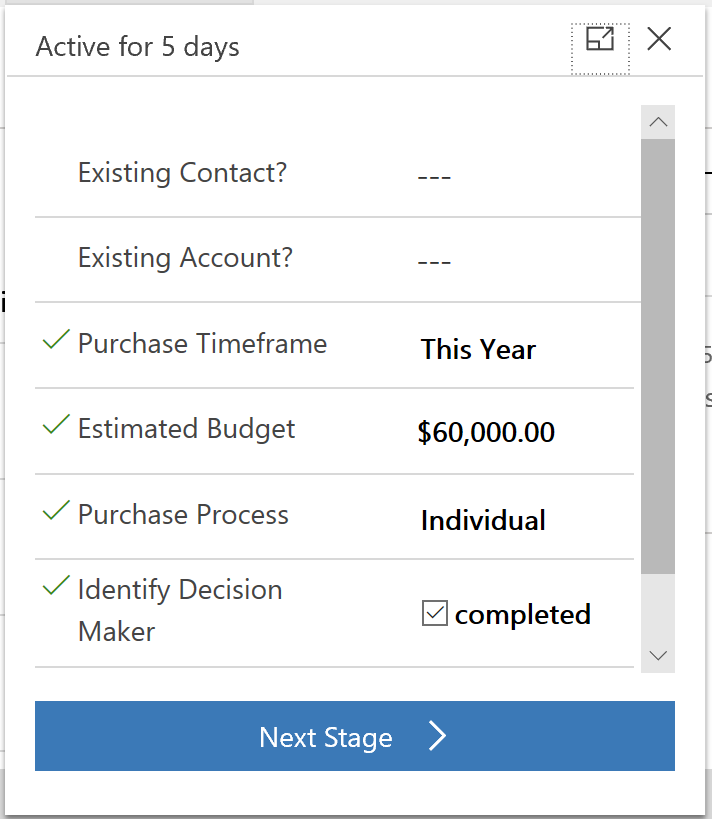 Active for 5 days
Existing Contact? ---
Existing Account? ---
Purchase Timeframe This Year
Estimated Budget $60,000.00
Purchase Process Individual
Identify Decision
Maker completed
Next Stage